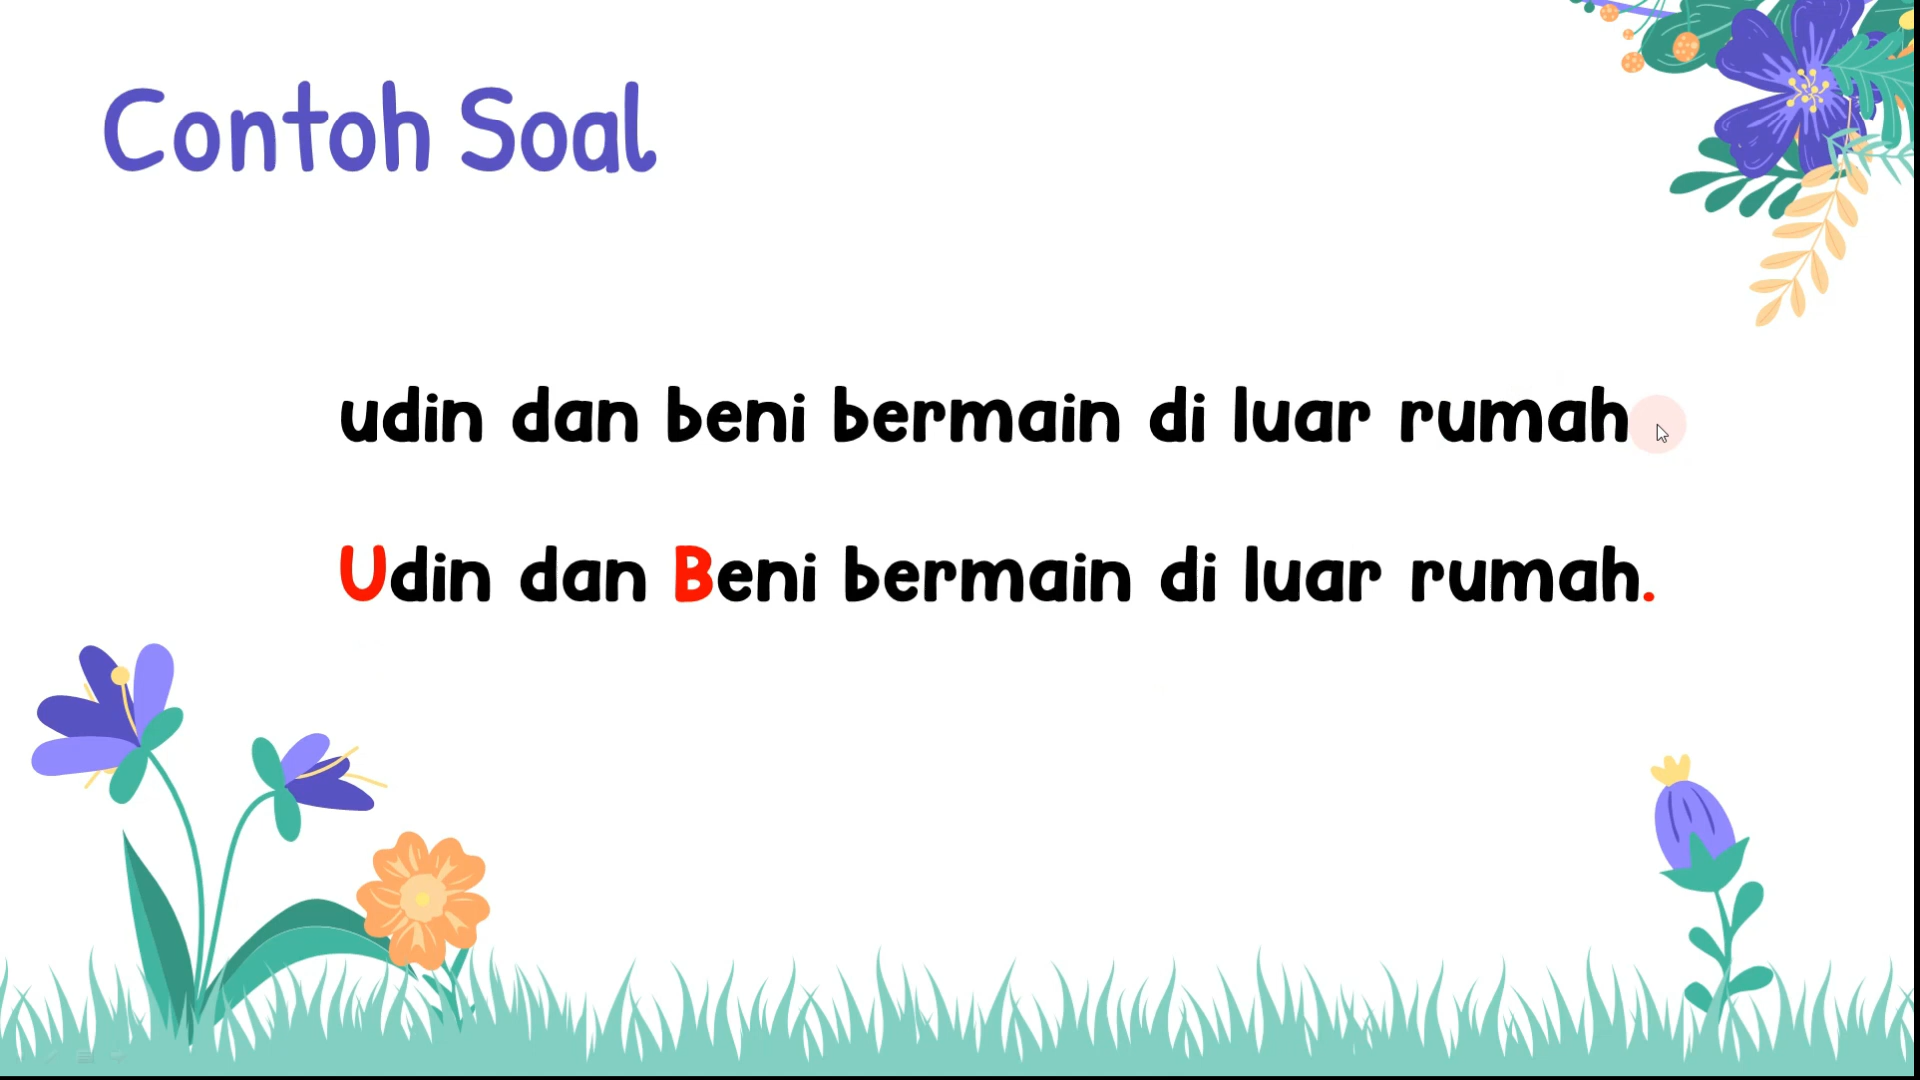 Contoh Soal
udin dan beni bermain di luar rumah
Udin dan Beni bermain di luar rumah.